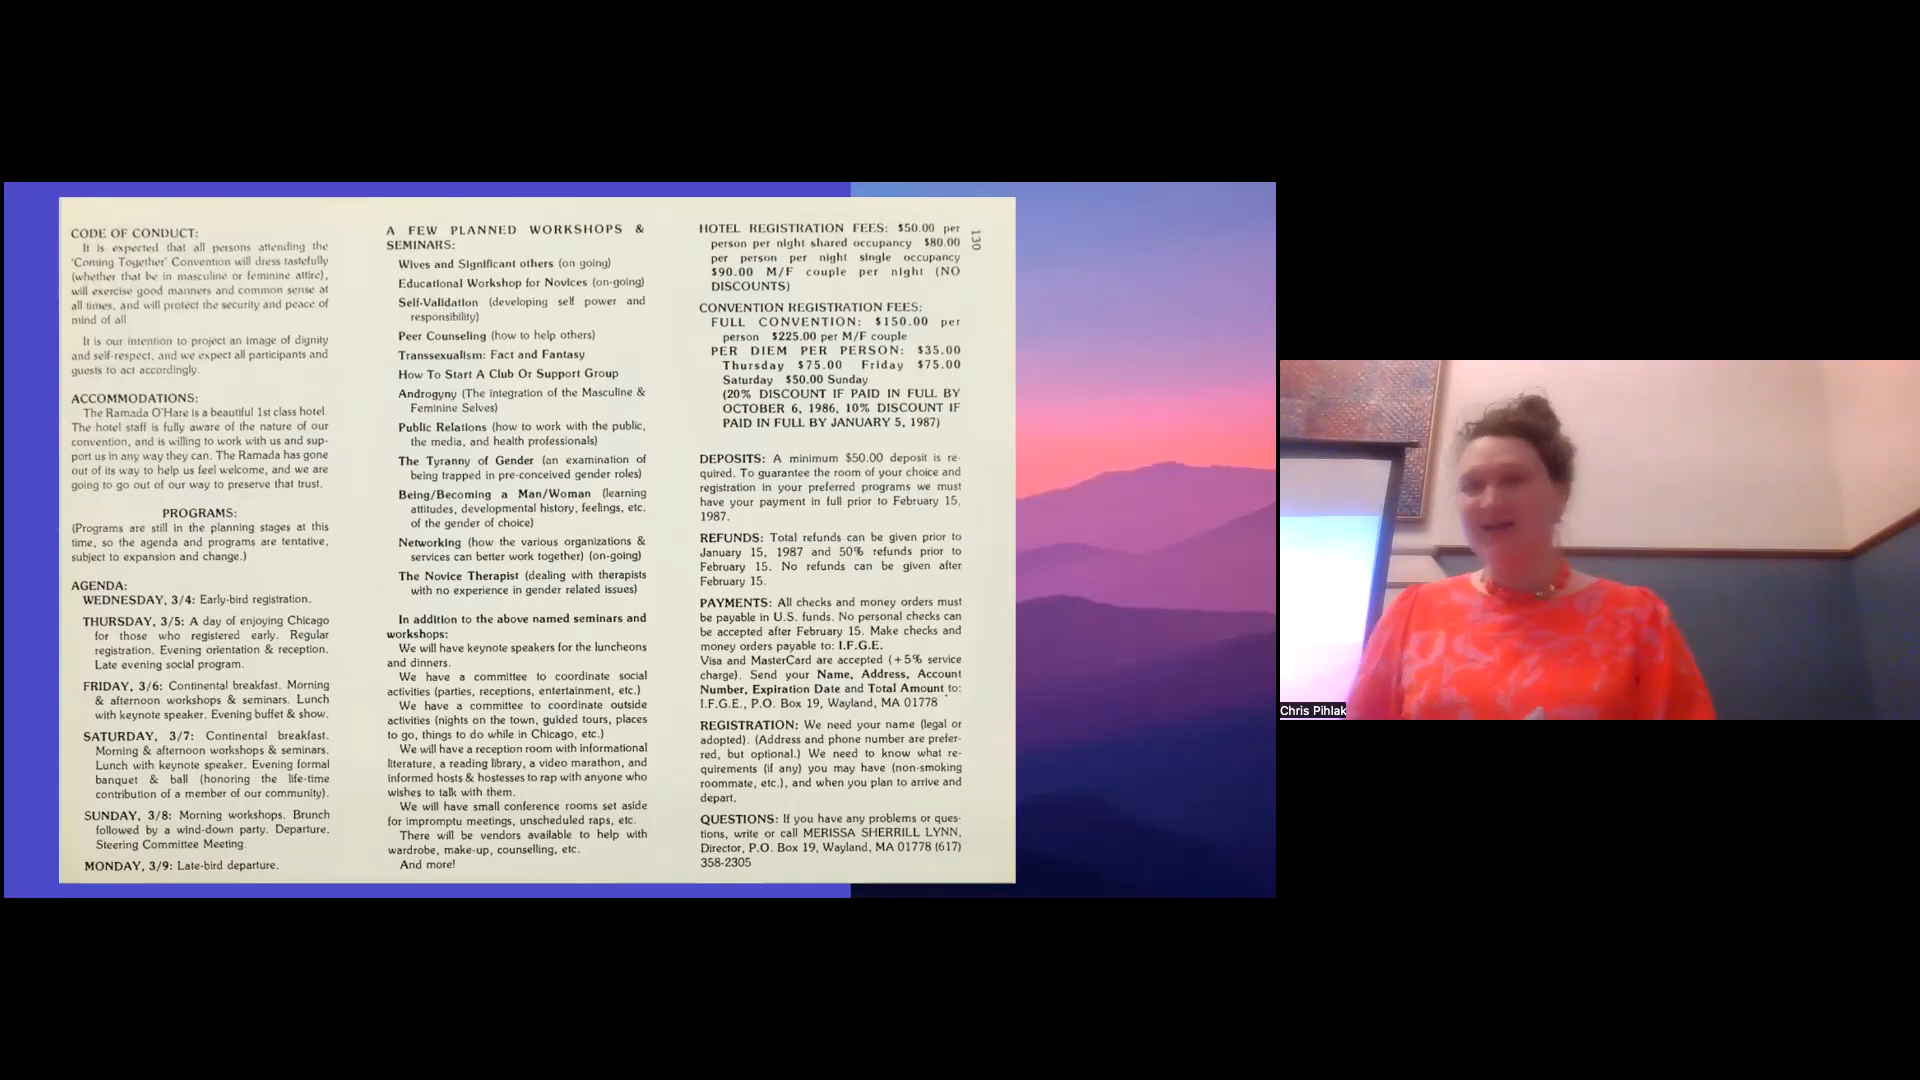 CODE OF CONDUCT:
It is expected that all persons attending the
'Coming Together' Convention will dress tastefully
(whether that be in masculine or feminine attire),
will exercise good manners and common sense at
all times, and will protect the security and peace of
mind of all
It is our intention to project an image of dignity
and self-respect, and we expect all participants and
guests to act accordingly.
ACCOMMODATIONS:
The Ramada O'Hare is a beautiful 1st class hotel.
The hotel staff is fully aware of the nature of our
convention, and is willing to work with us and sup-
port us in any way they can. The Ramada has gone
out of its way to help us feel welcome, and we are
going to go out of our way to preserve that trust.
PROGRAMS:
(Programs are still in the planning stages at this
time, so the agenda and programs are tentative,
subject to expansion and change.)
AGENDA:
WEDNESDAY, 3/4: Early-bird registration.
THURSDAY, 3/5: A day of enjoying Chicago
for those who registered early. Regular
registration. Evening orientation & reception.
Late evening social program.
FRIDAY, 3/6: Continental breakfast. Morning
& afternoon workshops & seminars. Lunch
with keynote speaker. Evening buffet & show.
SATURDAY, 3/7: Continental breakfast.
Morning & afternoon workshops & seminars.
Lunch with keynote speaker. Evening formal
banquet & ball (honoring the life-time
contribution of a member of our community).
SUNDAY, 3/8: Morning workshops. Brunch
followed by a wind-down party. Departure.
Steering Committee Meeting.
MONDAY, 3/9: Late-bird departure.
A FEW PLANNED WORKSHOPS &
SEMINARS:
Wives and Significant others (on-going)
Educational Workshop for Novices (on-going)
Self-Validation (developing self power and
responsibility)
Peer Counseling (how to help others)
Transsexualism: Fact and Fantasy
How To Start A Club Or Support Group
Androgyny (The integration of the Masculine &
Feminine Selves)
Public Relations (how to work with the public,
the media, and health professionals)
The Tyranny of Gender (an examination of
being trapped in pre-conceived gender roles)
Being/Becoming a Man/Woman (learning
attitudes, developmental history, feelings, etc.
of the gender of choice)
Networking (how the various organizations &
services can better work together) (on-going)
The Novice Therapist (dealing with therapists
with no experience in gender related issues)
In addition to the above named seminars and
workshops:
We will have keynote speakers for the luncheons
and dinners.
We have a committee to coordinate social
activities (parties, receptions, entertainment, etc.)
We have a committee to coordinate outside
activities (nights on the town, guided tours, places
to go, things to do while in Chicago, etc.)
We will have a reception room with informational
literature, a reading library, a video marathon, and
informed hosts & hostesses to rap with anyone who
wishes to talk with them.
We will have small conference rooms set aside
for impromptu meetings, unscheduled raps, etc.
There will be vendors available to help with
wardrobe, make-up, counselling, etc.
And more!
HOTEL REGISTRATION FEES: $50.00 per
person per night shared occupancy $80.00
per person per night single occupancy
$90.00 M/F couple per night (NO
DISCOUNTS)
CONVENTION REGISTRATION FEES:
FULL CONVENTION: $150.00 per
person $225.00 per M/F couple
PER DIEM PER PERSON: $35.00
Thursday $75.00 Friday $75.00
Saturday $50.00 Sunday
(20% DISCOUNT IF PAID IN FULL BY
OCTOBER 6, 1986, 10% DISCOUNT IF
PAID IN FULL BY JANUARY 5, 1987)
DEPOSITS: A minimum $50.00 deposit is re-
quired. To guarantee the room of your choice and
registration in your preferred programs we must
have your payment in full prior to February 15,
1987.
REFUNDS: Total refunds can be given prior to
January 15, 1987 and 50% refunds prior to
February 15. No refunds can be given after
February 15.
PAYMENTS: All checks and money orders must
be payable in U.S. funds. No personal checks can
be accepted after February 15. Make checks and
money orders payable to: I.F.G.E.
Visa and MasterCard are accepted (+5% service
charge). Send your Name, Address, Account
Number, Expiration Date and Total Amount to:
I.F.G.E., P.O. Box 19, Wayland, MA 01778
REGISTRATION: We need your name (legal or
adopted). (Address and phone number are prefer-
red, but optional.) We need to know what re-
quirements (if any) you may have (non-smoking
roommate, etc.), and when you plan to arrive and
depart.
QUESTIONS: If you have any problems or ques-
tions, write or call MERISSA SHERRILL LYNN,
Director, P.O. Box 19, Wayland, MA 01778 (617)
358-2305
130
Chris Pihlak